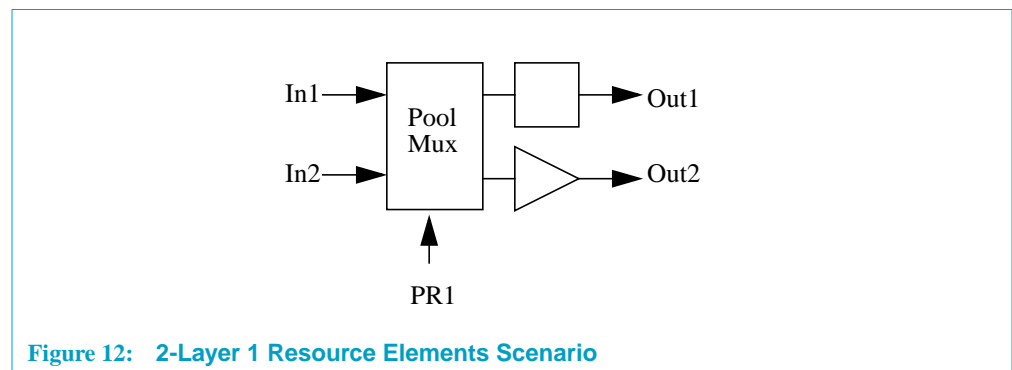 In1
Out1
Pool
Mux
In2
Out2
PR1
Figure 12: 2-Layer 1 Resource Elements Scenario